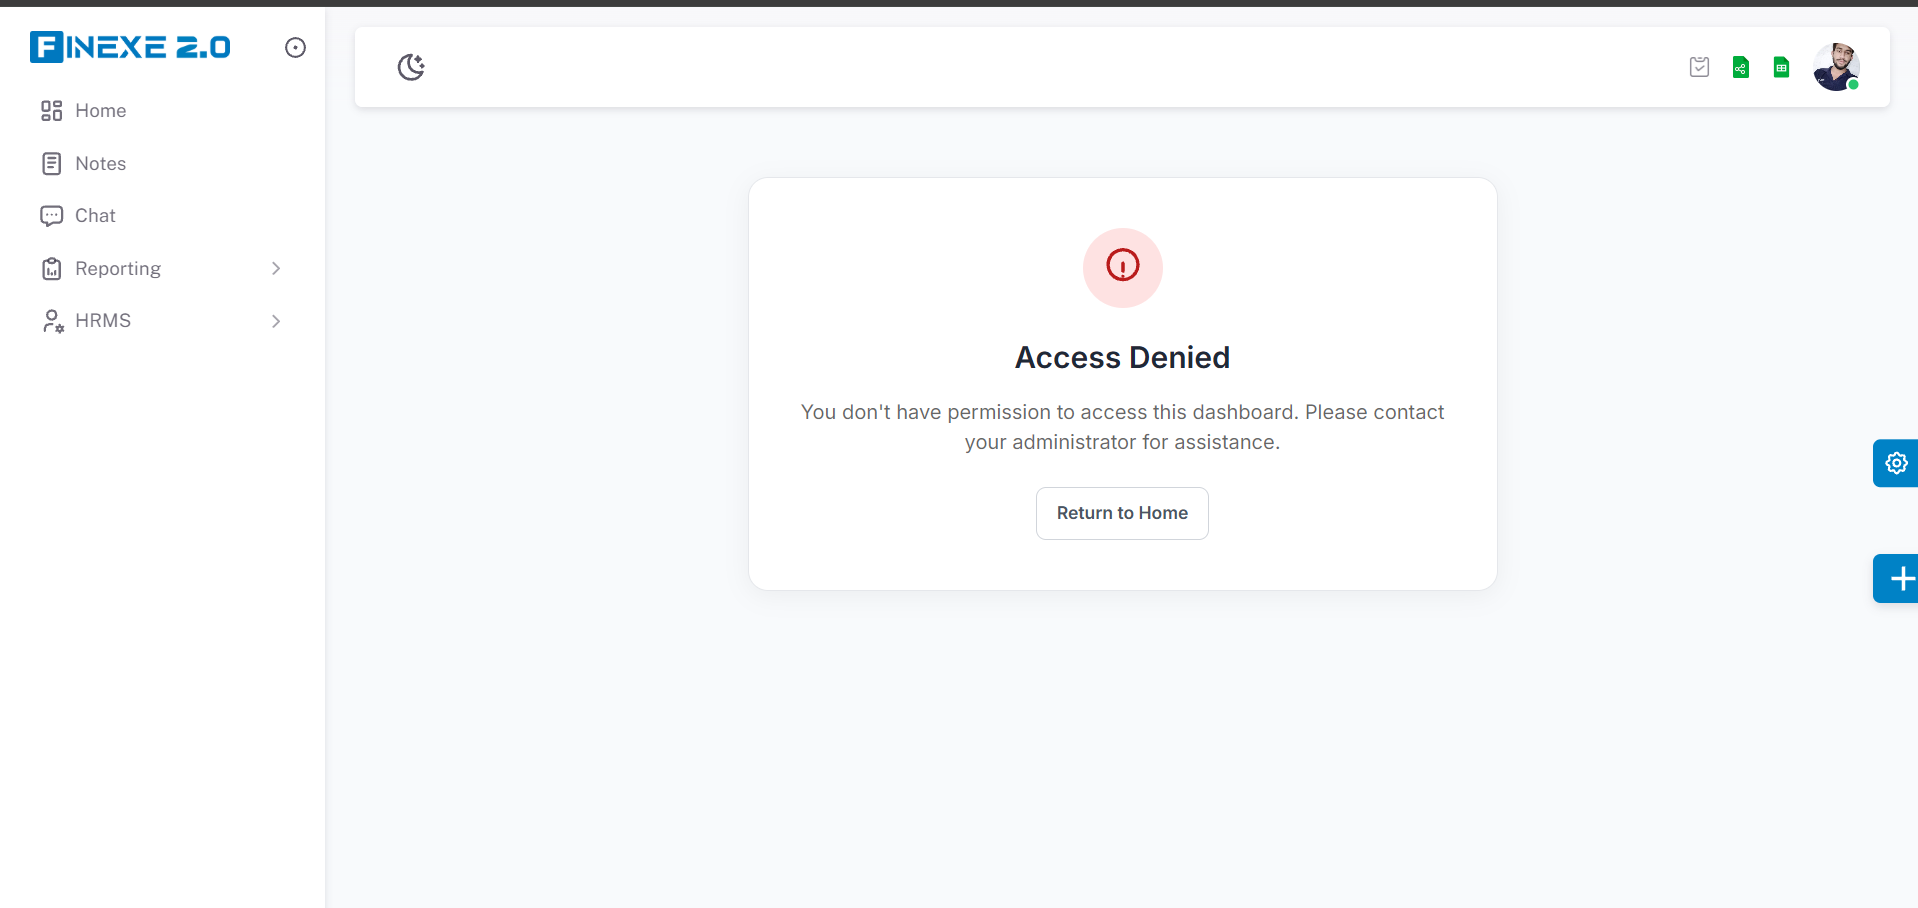 FINEXE 2.0
Home
Notes
Chat
Reporting
HRMS
Access Denied
You don't have permission to access this dashboard. Please contact
your administrator for assistance.
Return to Home